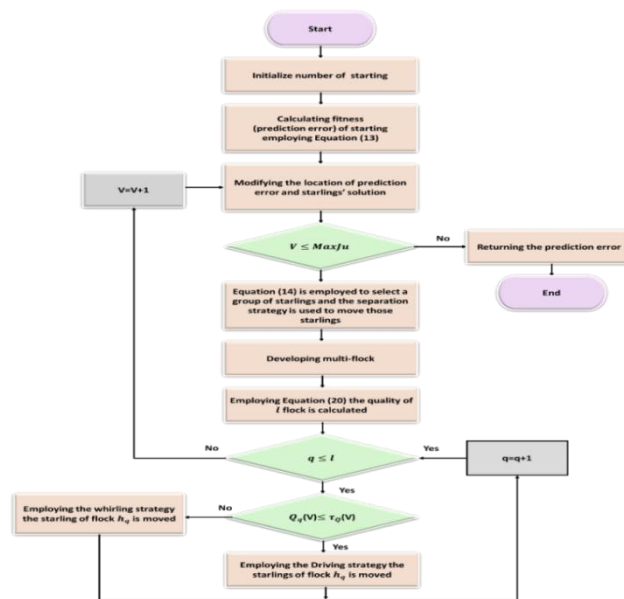 Start
Initialize number of starting
Calculating fitness
(prediction error) of starting
employing Equation (13)
V=V+1
Modifying the location of prediction
error and starlings' solution
V ≤ MaxJu
No
Returning the prediction error
End
Equation (14) is employed to select a
group of starlings and the separation
strategy is used to move those
starlings
Developing multi-flock
Employing Equation (20) the quality of
l flock is calculated
No
q ≤ l
Yes
q=q+1
Yes
Employing the whirling strategy
the starling of flock h_q is moved
No
Q_q(V)≤ τ_Q(V)
Yes
Employing the Driving strategy the
starlings of flock h_q is moved